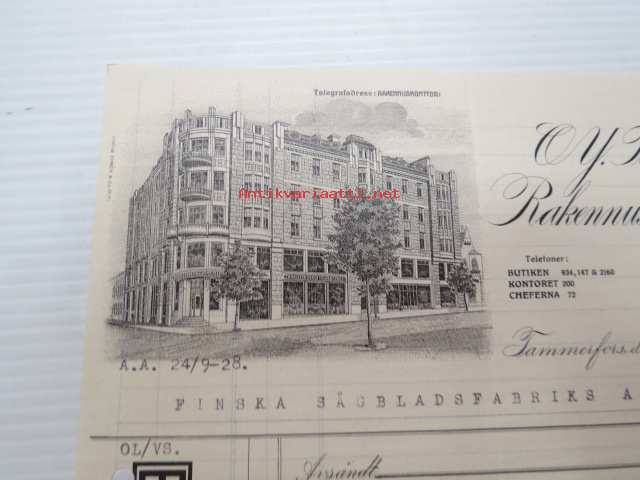 Telegrafadress: RAKENNUSKONTTORI
Antikvariaatti.net
O Y.
Rakennus
Telefoner:
BUTIKEN 934, 147 & 2160
KONTORET 200
CHEFERNA 72
Tammerfors, d
A.A. 24/9-28.
FINSKA SÅGBLADSFABRIKS A
OL/VS.
Avsändt